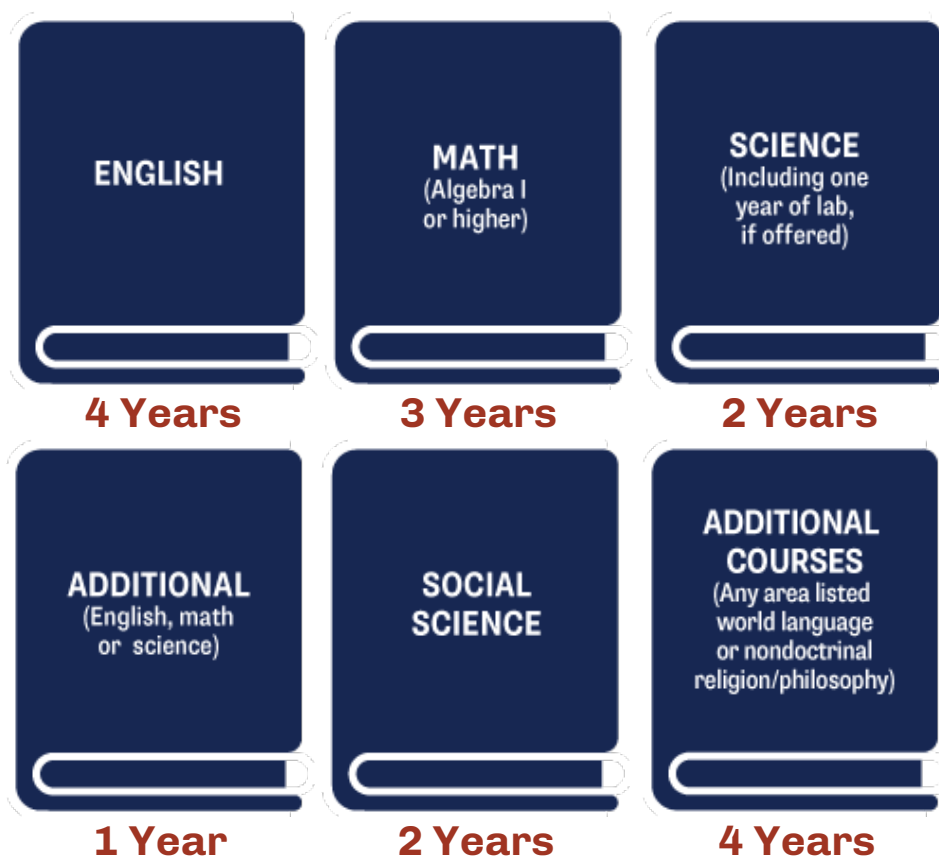 ENGLISH
4 Years
MATH
(Algebra I
or higher)
3 Years
SCIENCE
(Including one
year of lab,
if offered)
2 Years
ADDITIONAL
(English, math
or science)
1 Year
SOCIAL
SCIENCE
2 Years
ADDITIONAL
COURSES
(Any area listed
world language
or nondoctrinal
religion/philosophy)
4 Years